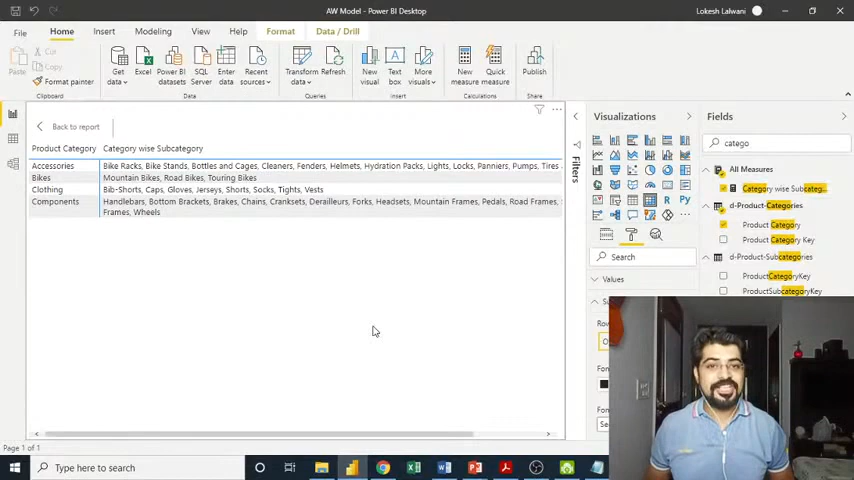 AW Model - Power BI Desktop
Lokesh Lalwani
File
Home
Insert
Modeling
View
Help
Format
Data / Drill
Paste
Cut
Copy
Format painter
Clipboard
Get data
Excel
Power BI datasets
SQL Server
Enter data
Recent sources
Data
Transform data
Refresh
Queries
New visual
Text box
More visuals
Insert
New measure
Quick measure
Calculations
Publish
Share
Back to report
Product Category Category wise Subcategory
Accessories Bike Racks, Bike Stands, Bottles and Cages, Cleaners, Fenders, Helmets, Hydration Packs, Lights, Locks, Panniers, Pumps, Tires
Bikes Mountain Bikes, Road Bikes, Touring Bikes
Clothing Bib-Shorts, Caps, Gloves, Jerseys, Shorts, Socks, Tights, Vests
Components Handlebars, Bottom Brackets, Brakes, Chains, Cranksets, Derailleurs, Forks, Headsets, Mountain Frames, Pedals, Road Frames,
Frames, Wheels
Filters
Visualizations
R Py
Search
Values
Fields
catego
All Measures
Category wise Subcateg...
d-Product-Categories
Product Category
Product Category Key
d-Product-Subcategories
ProductCategoryKey
ProductSubcategoryKey
Page 1 of 1
Type here to search